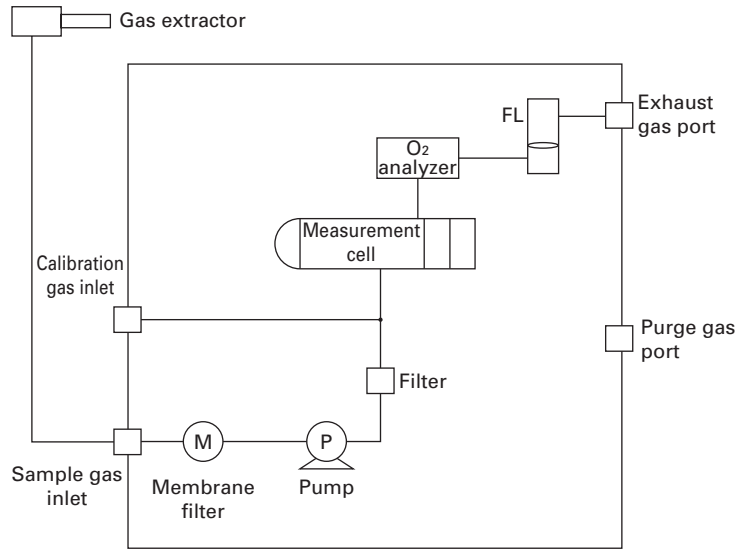 Gas extractor
FL
Exhaust
gas port
O2
analyzer
Measurement
cell
Calibration
gas inlet
Purge gas
port
Filter
M
P
Sample gas
inlet
Membrane
filter
Pump